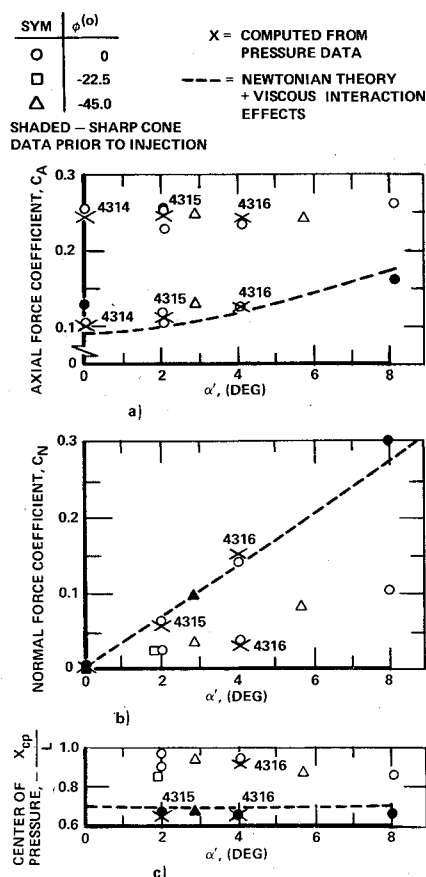 SYM ϕ(o)
○ 0
□ -22.5
△ -45.0
X = COMPUTED FROM
PRESSURE DATA
--- = NEWTONIAN THEORY
+ VISCOUS INTERACTION
EFFECTS
SHADED – SHARP CONE
DATA PRIOR TO INJECTION
AXIAL FORCE COEFFICIENT, CA
0.3
0.2
0.1
0
4314
4315
4316
4314
4315
4316
0 2 4 6 8
α', (DEG)
a)
NORMAL FORCE COEFFICIENT, CN
0.3
0.2
0.1
0
4316
4315
4316
0 2 4 6 8
α', (DEG)
b)
CENTER OF
PRESSURE, Xcp/L
1.0
0.8
0.6
4315
4316
0 2 4 6 8
α', (DEG)
c)